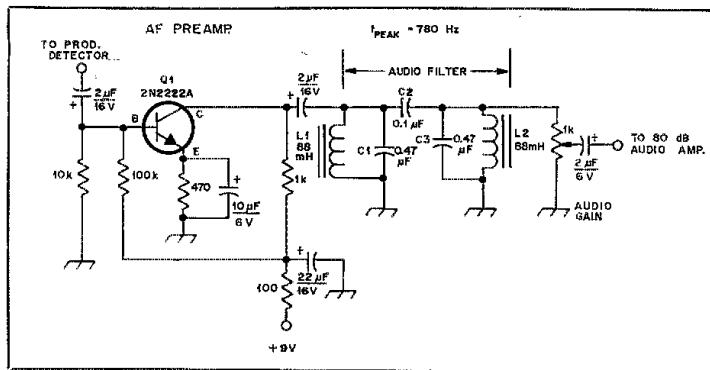 AF PREAMP.
fPEAK = 780 Hz
TO PROD.
DETECTOR
AUDIO FILTER
Q1
2N2222A
2 µF
16V
+
2 µF
16V
+
C2
0.1 µF
B
C
E
L1
88
mH
C1
0.47
µF
C3
0.47
µF
L2
88mH
1k
TO 80 dB
AUDIO AMP.
+
2 µF
6 V
AUDIO
GAIN
10k
100k
470
+
10 µF
6 V
1k
+
22 µF
16V
100
+9V